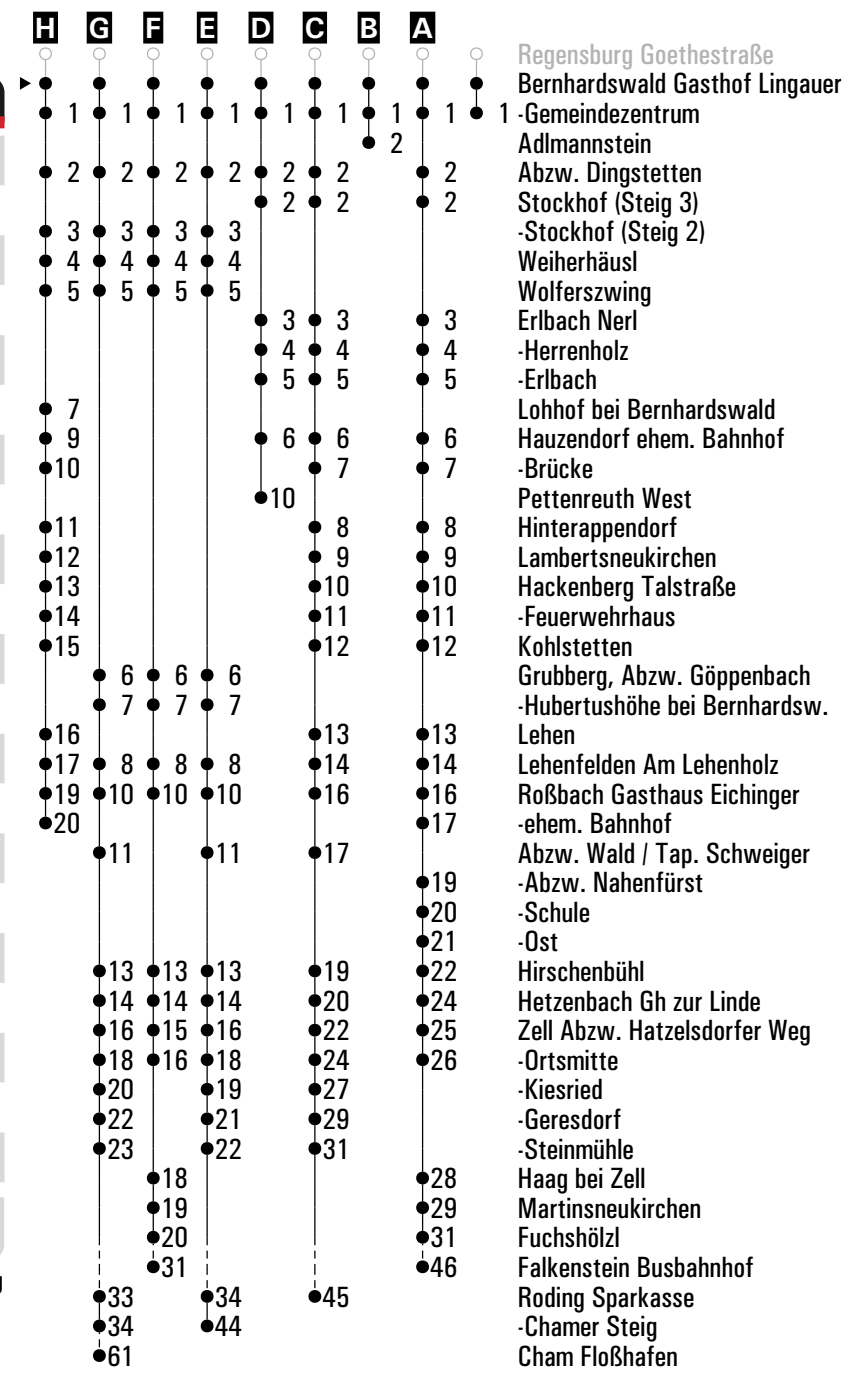 H G F E D C B A
Regensburg Goethestraße
Bernhardswald Gasthof Lingauer
1 1 1 1 1 1 1 1 1 -Gemeindezentrum
2 Adlmannstein
2 2 2 2 2 2 2 Abzw. Dingstetten
2 2 2 Stockhof (Steig 3)
3 3 3 3 -Stockhof (Steig 2)
4 4 4 4 Weiherhäusl
5 5 5 5 Wolferszwing
3 3 3 Erlbach Nerl
4 4 4 -Herrenholz
5 5 5 -Erlbach
7 Lohhof bei Bernhardswald
9 6 6 6 Hauzendorf ehem. Bahnhof
10 7 7 -Brücke
10 Pettenreuth West
11 8 8 Hinterappendorf
12 9 9 Lambertsneukirchen
13 10 10 Hackenberg Talstraße
14 11 11 -Feuerwehrhaus
15 12 12 Kohlstetten
6 6 6 Grubberg, Abzw. Göppenbach
7 7 7 -Hubertushöhe bei Bernhardsw.
16 13 13 Lehen
17 8 8 8 14 14 Lehenfelden Am Lehenholz
19 10 10 10 16 16 Roßbach Gasthaus Eichinger
20 17 -ehem. Bahnhof
11 11 17 Abzw. Wald / Tap. Schweiger
19 -Abzw. Nahenfürst
20 -Schule
21 -Ost
13 13 13 19 22 Hirschenbühl
14 14 14 20 24 Hetzenbach Gh zur Linde
16 15 16 22 25 Zell Abzw. Hatzelsdorfer Weg
18 16 18 24 26 -Ortsmitte
20 19 27 -Kiesried
22 21 29 -Geresdorf
23 22 31 -Steinmühle
18 28 Haag bei Zell
19 29 Martinsneukirchen
20 31 Fuchshölzl
31 46 Falkenstein Busbahnhof
33 34 45 Roding Sparkasse
34 44 -Chamer Steig
61 Cham Floßhafen